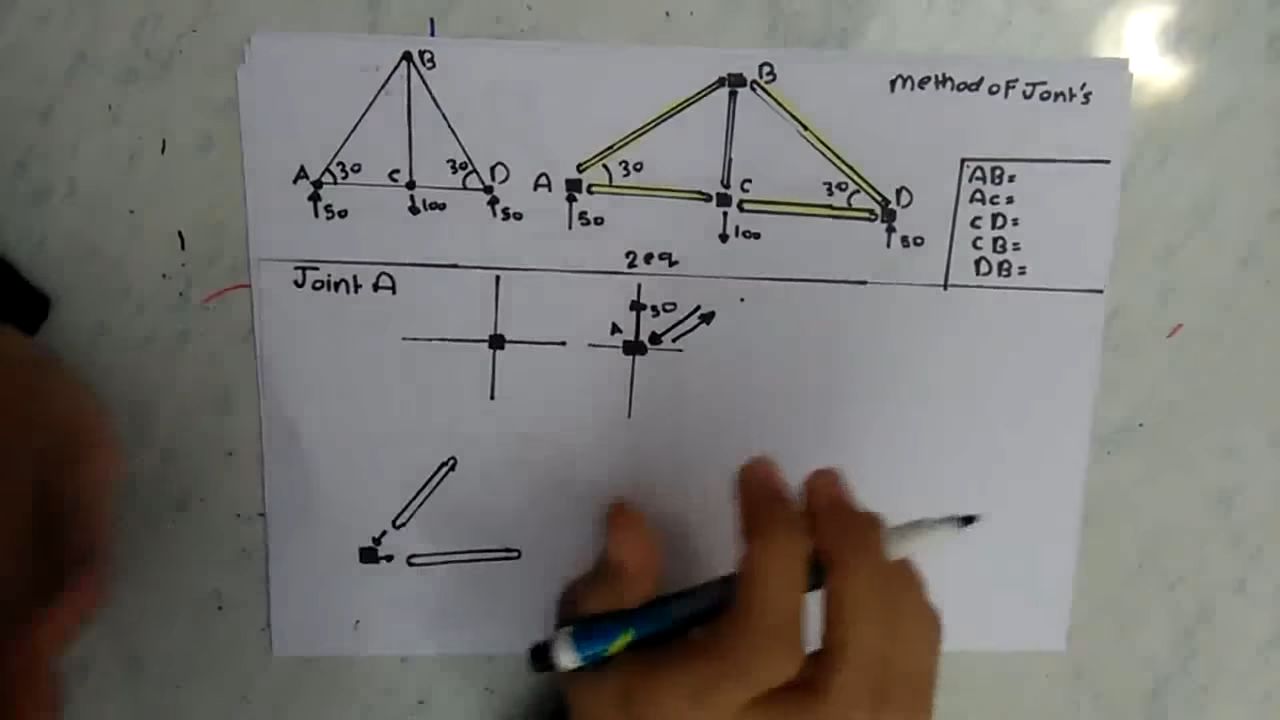 B
A 30 C 30 D
50 100 50
B
A 30 C 30 D
50 100 50
method of Jont's
AB=
Ac=
CD=
CB=
DB=
2eq
Joint A
50
A